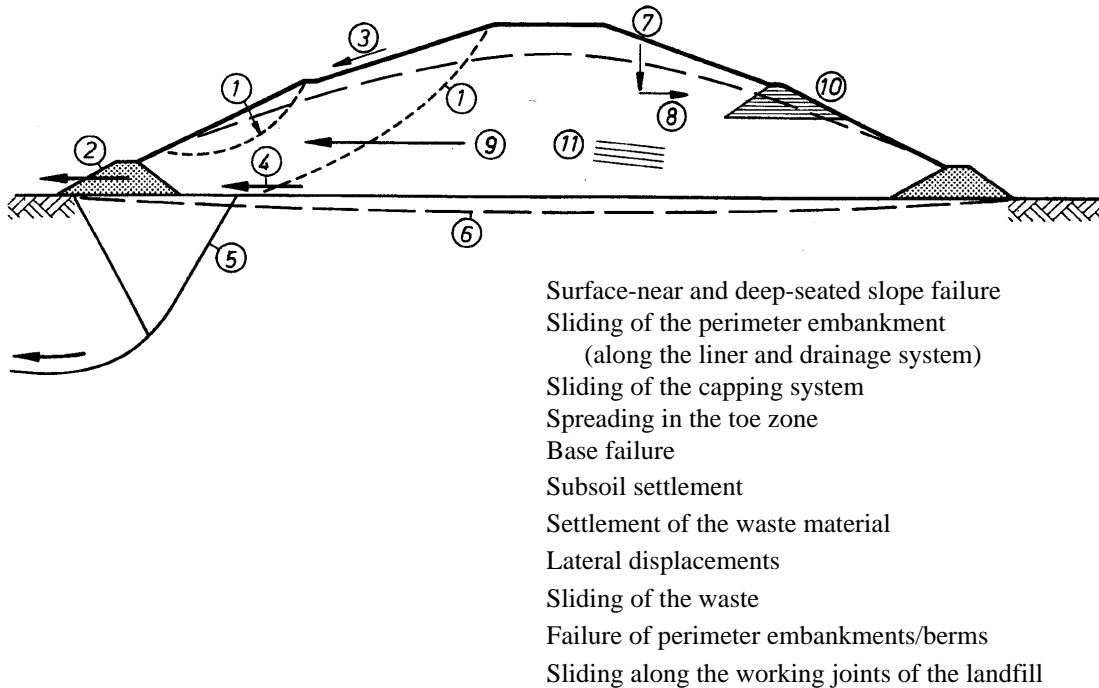 7
3
1
1
10
8
2
9
11
4
6
5
Surface-near and deep-seated slope failure
Sliding of the perimeter embankment
(along the liner and drainage system)
Sliding of the capping system
Spreading in the toe zone
Base failure
Subsoil settlement
Settlement of the waste material
Lateral displacements
Sliding of the waste
Failure of perimeter embankments/berms
Sliding along the working joints of the landfill